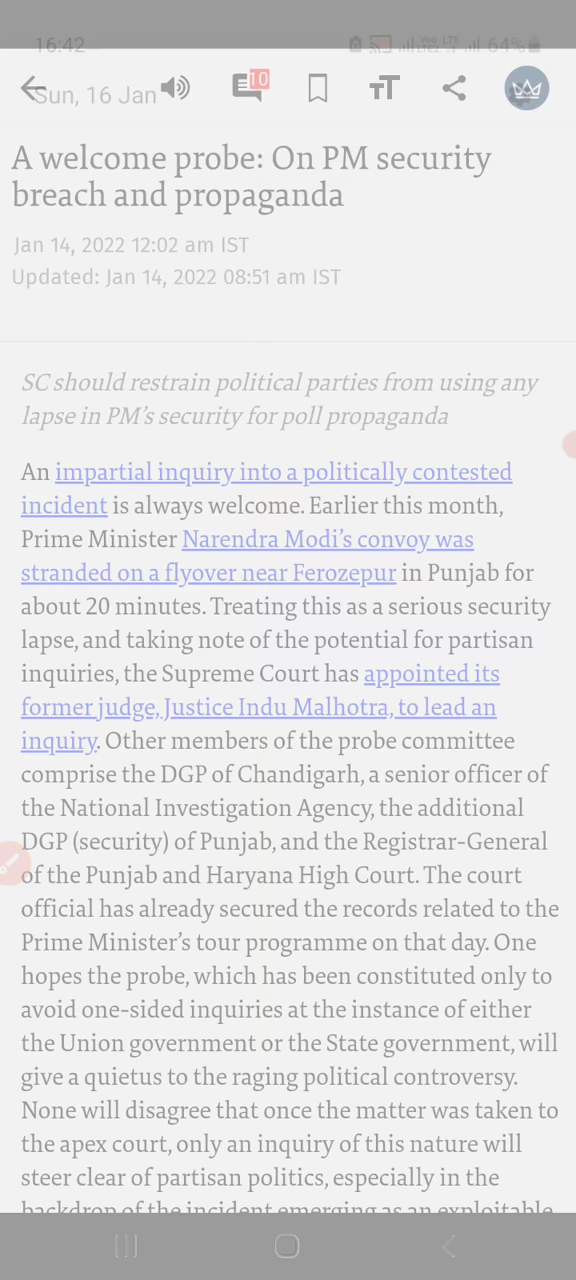 16:42
64%
Sun, 16 Jan
10
A welcome probe: On PM security
breach and propaganda
Jan 14, 2022 12:02 am IST
Updated: Jan 14, 2022 08:51 am IST
SC should restrain political parties from using any
lapse in PM’s security for poll propaganda
An impartial inquiry into a politically contested
incident is always welcome. Earlier this month,
Prime Minister Narendra Modi’s convoy was
stranded on a flyover near Ferozepur in Punjab for
about 20 minutes. Treating this as a serious security
lapse, and taking note of the potential for partisan
inquiries, the Supreme Court has appointed its
former judge, Justice Indu Malhotra, to lead an
inquiry. Other members of the probe committee
comprise the DGP of Chandigarh, a senior officer of
the National Investigation Agency, the additional
DGP (security) of Punjab, and the Registrar-General
of the Punjab and Haryana High Court. The court
official has already secured the records related to the
Prime Minister’s tour programme on that day. One
hopes the probe, which has been constituted only to
avoid one-sided inquiries at the instance of either
the Union government or the State government, will
give a quietus to the raging political controversy.
None will disagree that once the matter was taken to
the apex court, only an inquiry of this nature will
steer clear of partisan politics, especially in the
backdrop of the incident emerging as an exploitable